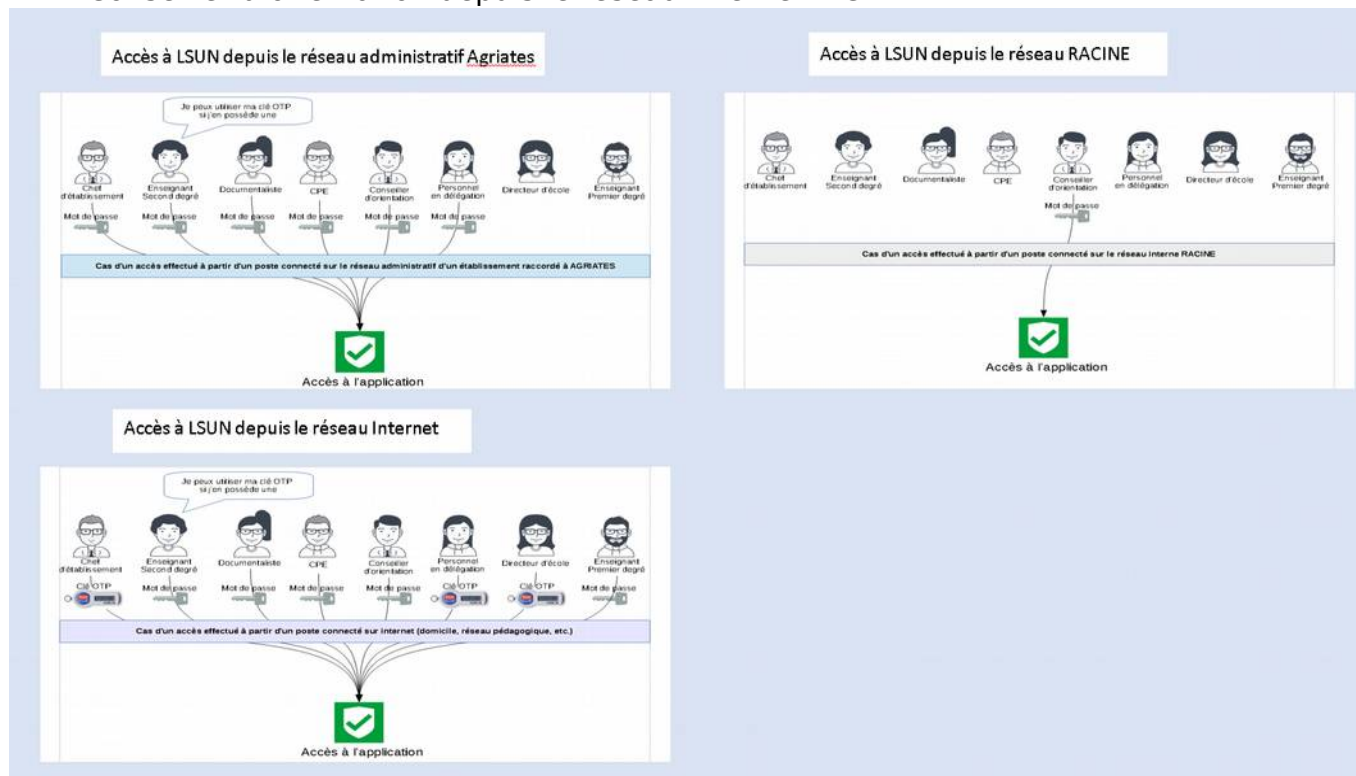 Accès à LSUN depuis le réseau administratif Agriates
Je peux utiliser ma clé OTP
si j'en possède une
Chef
d'établissement
Enseignant
Second degré
Documentaliste
CPE
Conseiller
d'orientation
Personnel
en délégation
Directeur d'école
Enseignant
Premier degré
Mot de passe
Mot de passe
Mot de passe
Mot de passe
Mot de passe
Mot de passe
Cas d'un accès effectué à partir d'un poste connecté sur le réseau administratif d'un établissement raccordé à AGRIATES
Accès à l'application
Accès à LSUN depuis le réseau RACINE
Chef
d'établissement
Enseignant
Second degré
Documentaliste
CPE
Conseiller
d'orientation
Personnel
en délégation
Directeur d'école
Enseignant
Premier degré
Mot de passe
Cas d'un accès effectué à partir d'un poste connecté sur le réseau interne RACINE
Accès à l'application
Accès à LSUN depuis le réseau Internet
Je peux utiliser ma clé OTP
si j'en possède une
Chef
d'établissement
Enseignant
Second degré
Documentaliste
CPE
Conseiller
d'orientation
Personnel
en délégation
Directeur d'école
Enseignant
Premier degré
Clé OTP
Mot de passe
Mot de passe
Mot de passe
Mot de passe
Clé OTP
Clé OTP
Mot de passe
Cas d'un accès effectué à partir d'un poste connecté sur internet (domicile, réseau pédagogique, etc.)
Accès à l'application